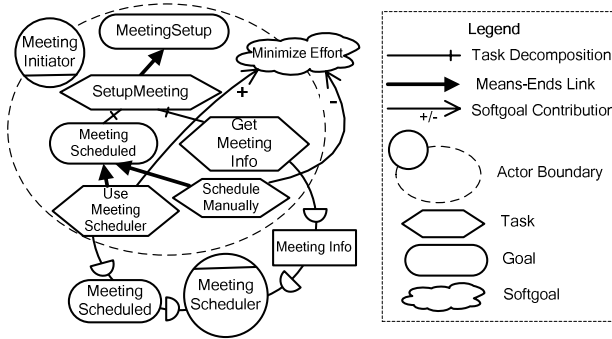 Meeting
Initiator
MeetingSetup
Minimize Effort
SetupMeeting
+
-
Meeting
Scheduled
Get
Meeting
Info
Use
Meeting
Scheduler
Schedule
Manually
Meeting Info
Meeting
Scheduled
Meeting
Scheduler
Legend
Task Decomposition
Means-Ends Link
+/-
Softgoal Contribution
Actor Boundary
Task
Goal
Softgoal